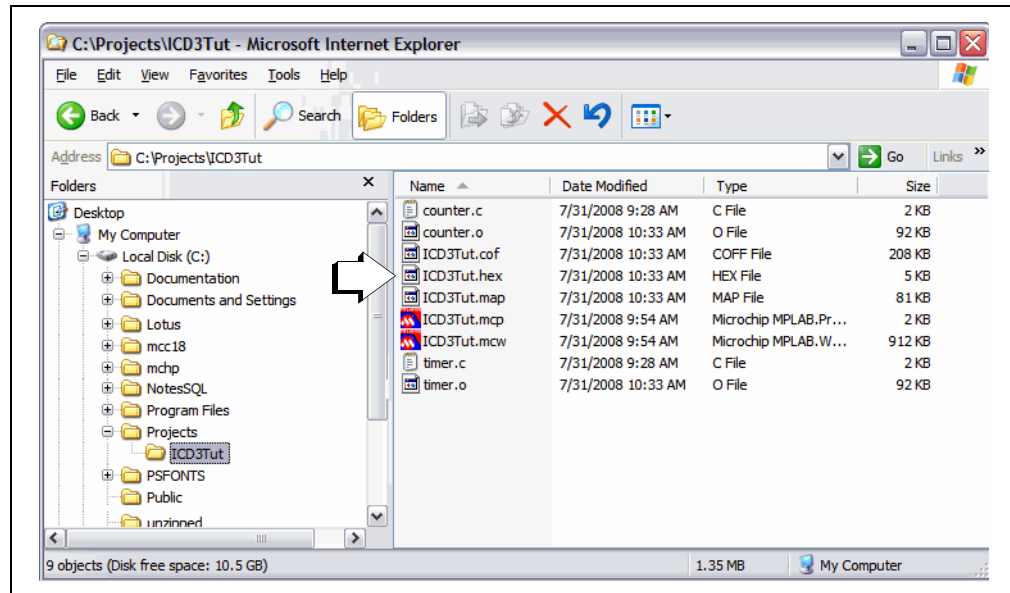 C:\Projects\ICD3Tut - Microsoft Internet Explorer
File Edit View Favorites Tools Help
Back Search Folders
Address C:\Projects\ICD3Tut Go Links »
Folders x
Desktop
My Computer
Local Disk (C:)
Documentation
Documents and Settings
Lotus
mcc18
mchp
NotesSQL
Program Files
Projects
ICD3Tut
PSFONTS
Public
unzipped
Name Date Modified Type Size
counter.c 7/31/2008 9:28 AM C File 2 KB
counter.o 7/31/2008 10:33 AM O File 92 KB
ICD3Tut.cof 7/31/2008 10:33 AM COFF File 208 KB
ICD3Tut.hex 7/31/2008 10:33 AM HEX File 5 KB
ICD3Tut.map 7/31/2008 10:33 AM MAP File 81 KB
ICD3Tut.mcp 7/31/2008 9:54 AM Microchip MPLAB.Pr... 2 KB
ICD3Tut.mcw 7/31/2008 9:54 AM Microchip MPLAB.W... 912 KB
timer.c 7/31/2008 9:28 AM C File 2 KB
timer.o 7/31/2008 10:33 AM O File 92 KB
9 objects (Disk free space: 10.5 GB) 1.35 MB My Computer